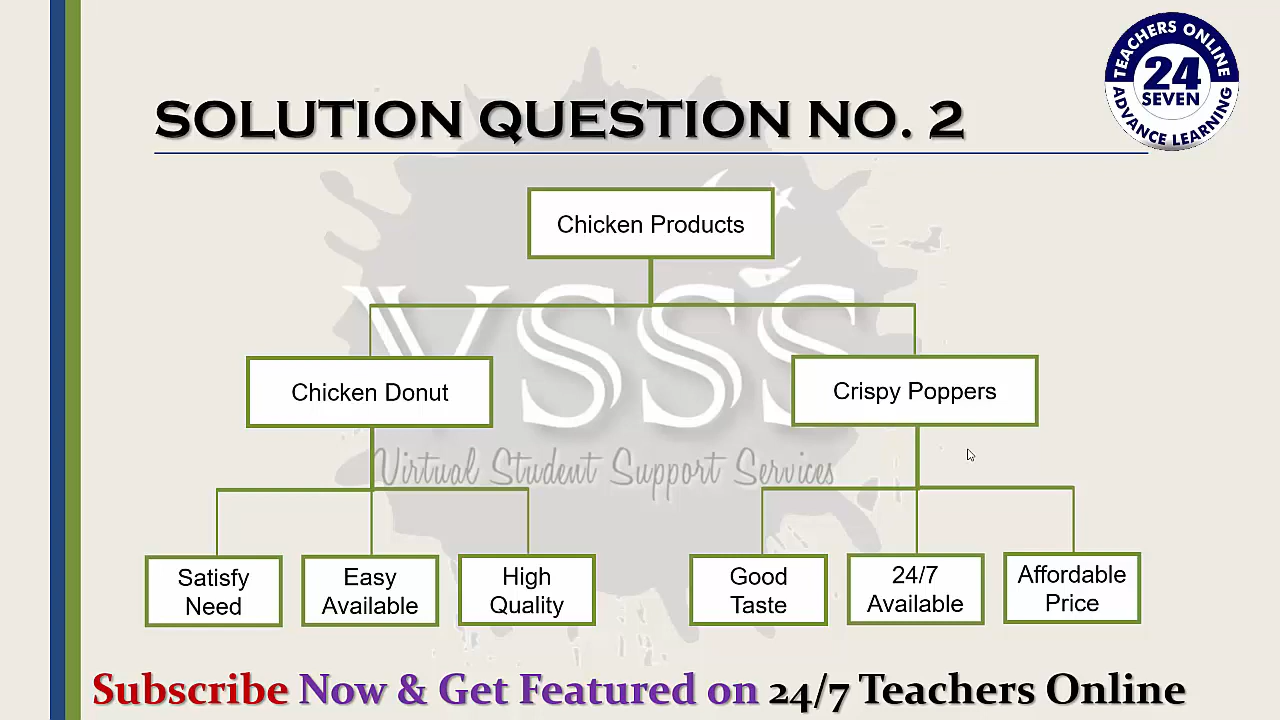 TEACHERS ONLINE
24
SEVEN
ADVANCE LEARNING
SOLUTION QUESTION NO. 2
Chicken Products
VSSS
Virtual Student Support Services
Chicken Donut
Crispy Poppers
Satisfy
Need
Easy
Available
High
Quality
Good
Taste
24/7
Available
Affordable
Price
Subscribe Now & Get Featured on 24/7 Teachers Online